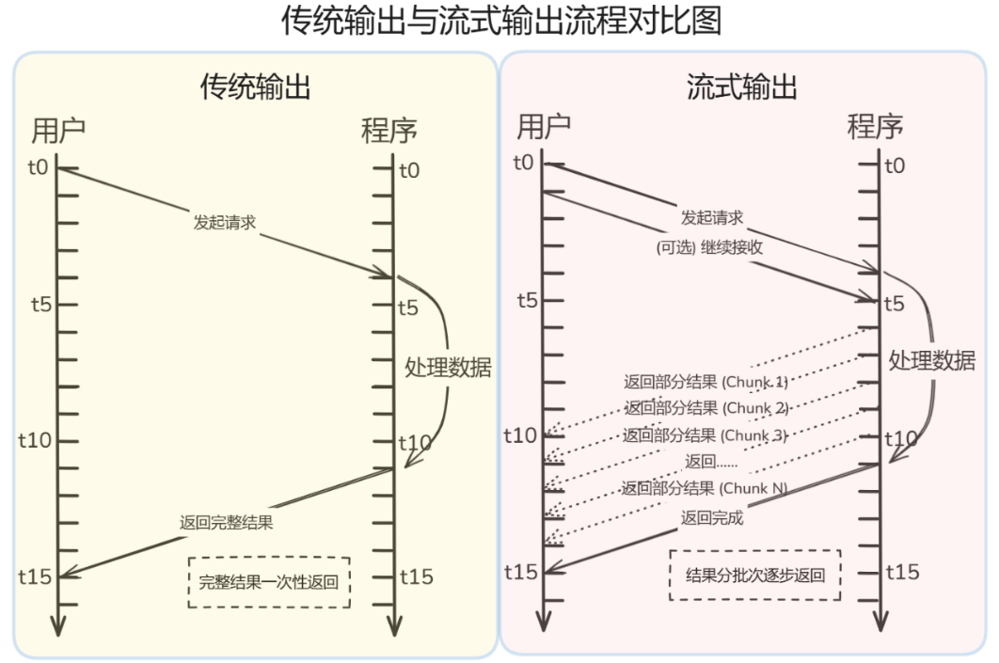 传统输出与流式输出流程对比图
传统输出
用户
程序
t0
t0
发起请求
t5
t5
处理数据
t10
t10
返回完整结果
完整结果一次性返回
t15
t15
流式输出
用户
程序
t0
t0
发起请求
(可选) 继续接收
t5
t5
处理数据
返回部分结果 (Chunk 1)
返回部分结果 (Chunk 2)
返回部分结果 (Chunk 3)
t10
t10
返回......
返回部分结果 (Chunk N)
返回完成
t15
t15
结果分批次逐步返回